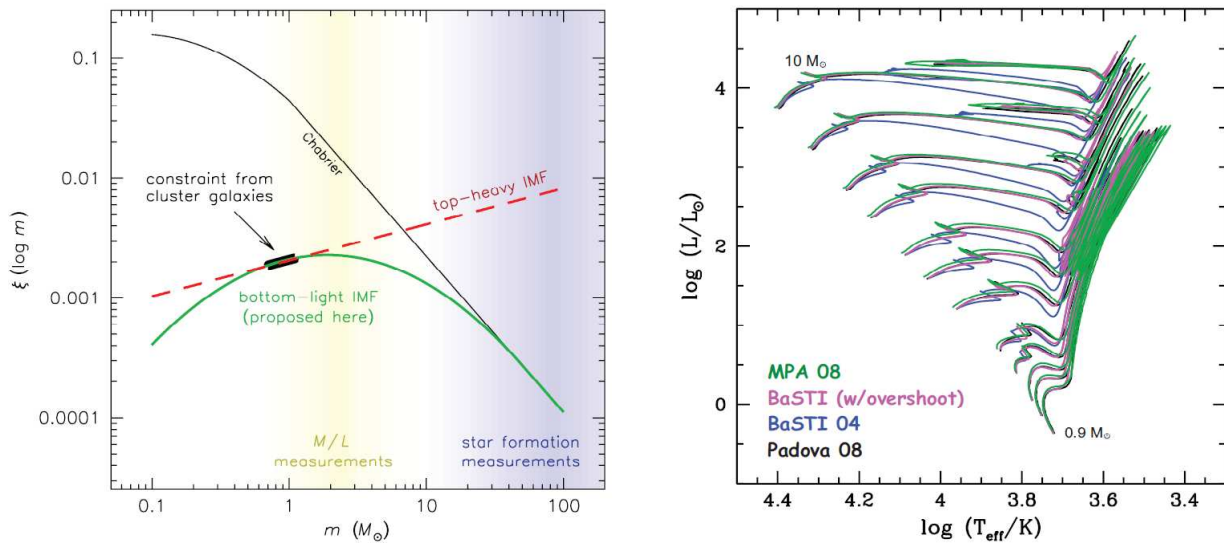 0.1
0.01
0.001
0.0001
ξ (log m)
Chabrier
constraint from
cluster galaxies
top-heavy IMF
bottom-light IMF
(proposed here)
M/L
measurements
star formation
measurements
0.1
1
10
100
m (M⊙)
4
2
0
log (L/L⊙)
10 M⊙
MPA 08
BaSTI (w/overshoot)
BaSTI 04
Padova 08
0.9 M⊙
4.4
4.2
4
3.8
3.6
3.4
log (Teff/K)